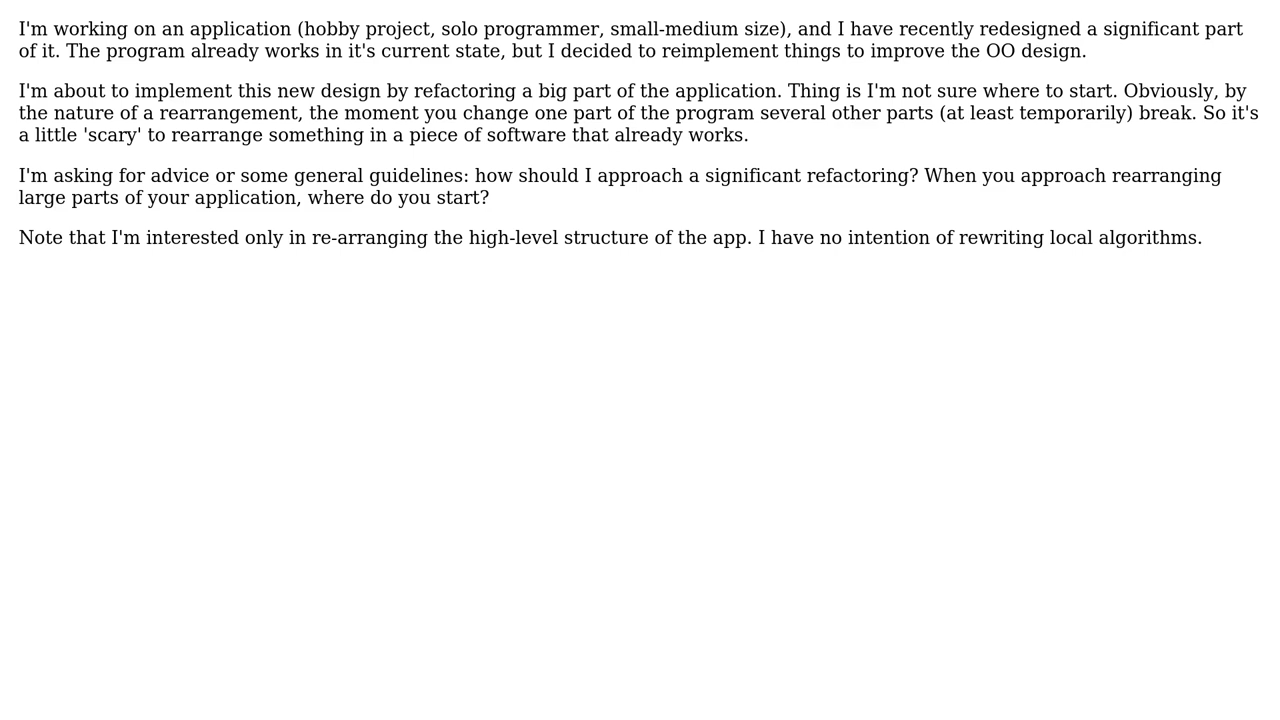 I'm working on an application (hobby project, solo programmer, small-medium size), and I have recently redesigned a significant part
of it. The program already works in it's current state, but I decided to reimplement things to improve the OO design.
I'm about to implement this new design by refactoring a big part of the application. Thing is I'm not sure where to start. Obviously, by
the nature of a rearrangement, the moment you change one part of the program several other parts (at least temporarily) break. So it's
a little 'scary' to rearrange something in a piece of software that already works.
I'm asking for advice or some general guidelines: how should I approach a significant refactoring? When you approach rearranging
large parts of your application, where do you start?
Note that I'm interested only in re-arranging the high-level structure of the app. I have no intention of rewriting local algorithms.